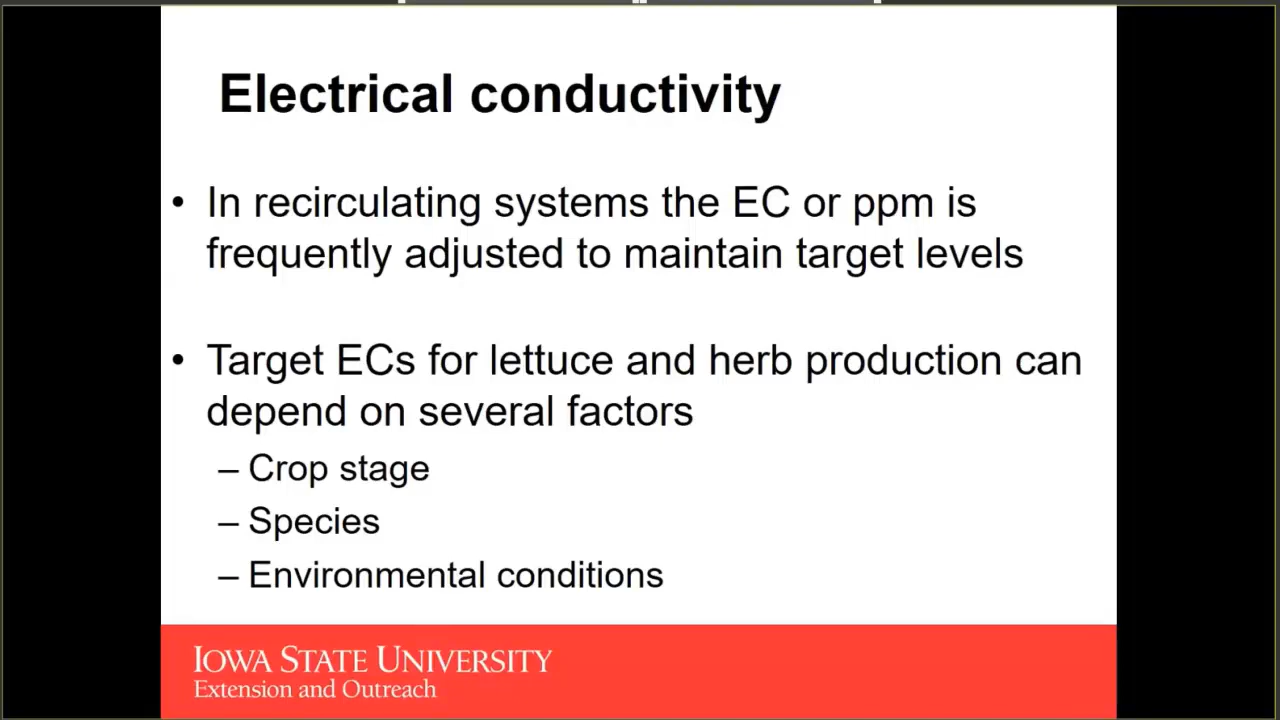 Electrical conductivity
• In recirculating systems the EC or ppm is
frequently adjusted to maintain target levels
• Target ECs for lettuce and herb production can
depend on several factors
– Crop stage
– Species
– Environmental conditions
IOWA STATE UNIVERSITY
Extension and Outreach